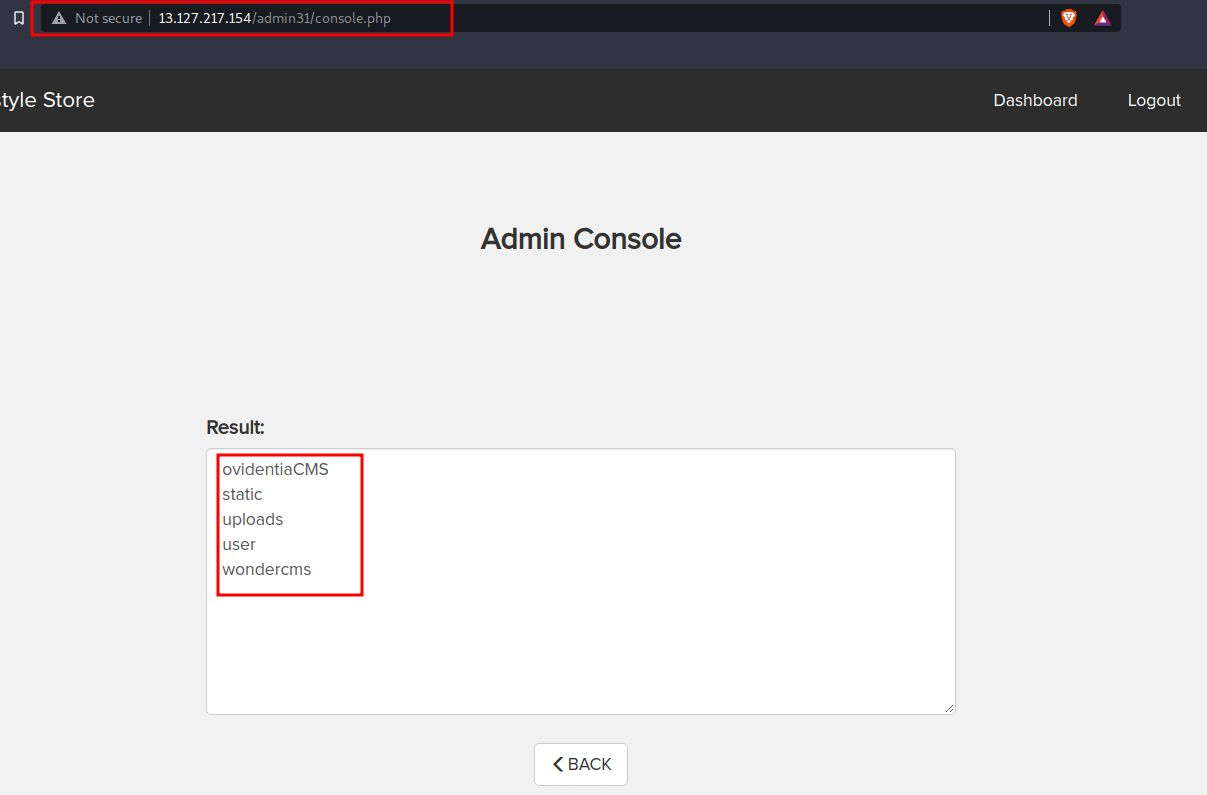 Not secure 13.127.217.154/admin31/console.php
tyle Store Dashboard Logout
Admin Console
Result:
ovidentiaCMS
static
uploads
user
wondercms
BACK